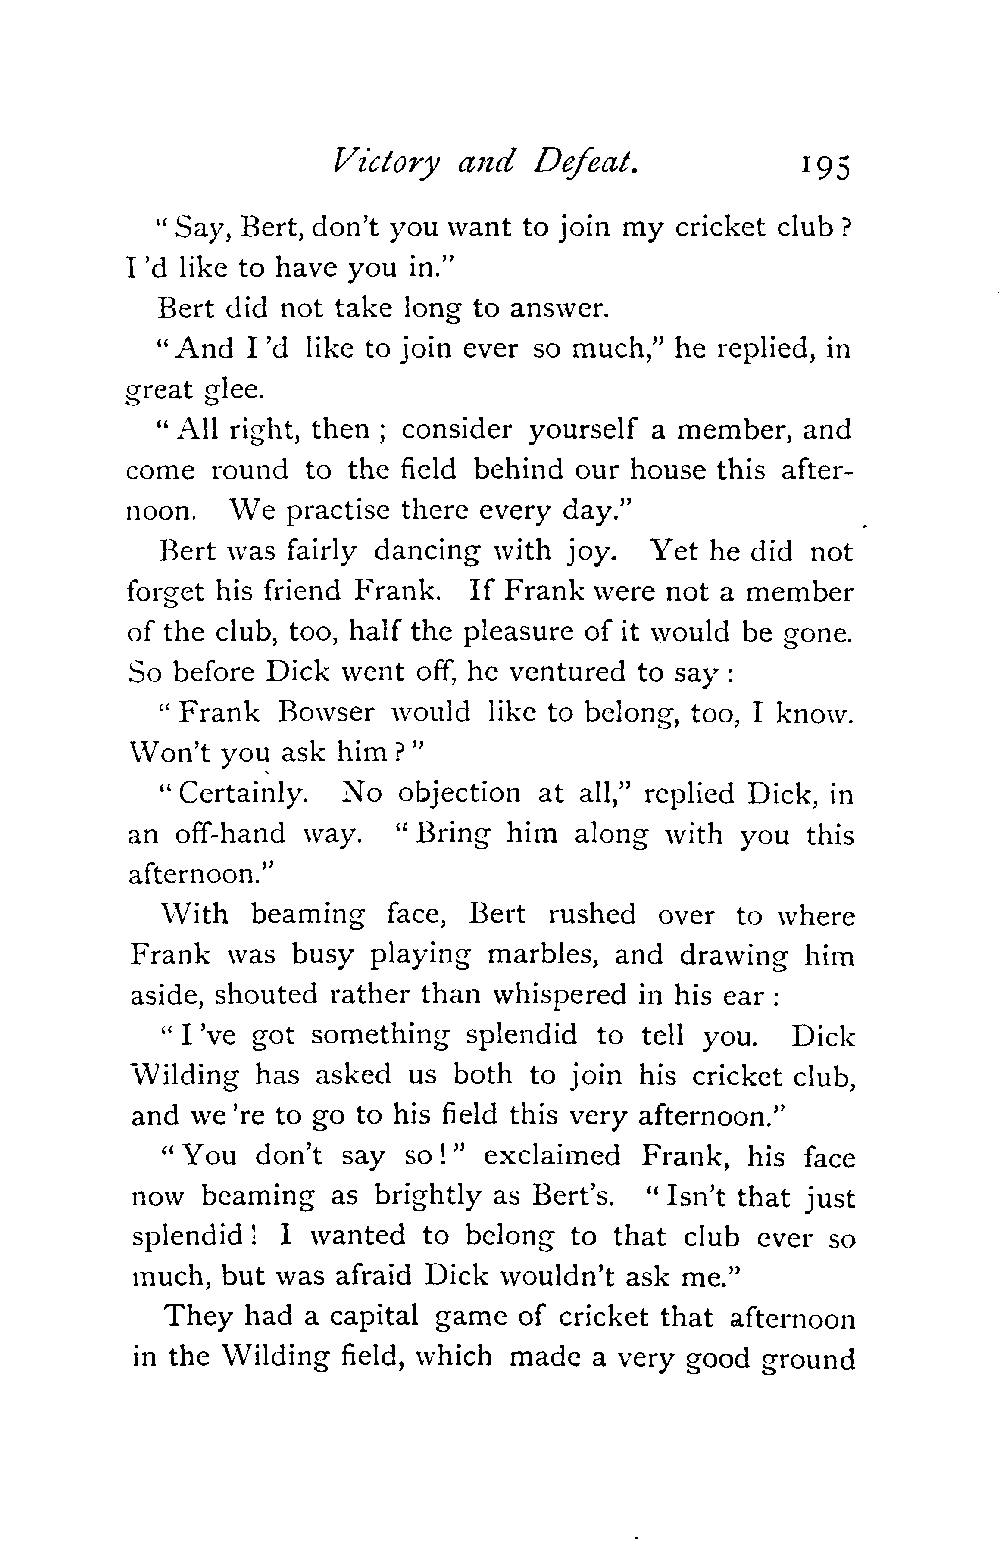 Victory and Defeat. 195
" Say, Bert, don't you want to join my cricket club ?
I 'd like to have you in."
Bert did not take long to answer.
" And I 'd like to join ever so much," he replied, in
great glee.
" All right, then ; consider yourself a member, and
come round to the field behind our house this after-
noon. We practise there every day."
Bert was fairly dancing with joy. Yet he did not
forget his friend Frank. If Frank were not a member
of the club, too, half the pleasure of it would be gone.
So before Dick went off, he ventured to say :
" Frank Bowser would like to belong, too, I know.
Won't you ask him ? "
" Certainly. No objection at all," replied Dick, in
an off-hand way. " Bring him along with you this
afternoon."
With beaming face, Bert rushed over to where
Frank was busy playing marbles, and drawing him
aside, shouted rather than whispered in his ear :
" I 've got something splendid to tell you. Dick
Wilding has asked us both to join his cricket club,
and we 're to go to his field this very afternoon."
" You don't say so ! " exclaimed Frank, his face
now beaming as brightly as Bert's. " Isn't that just
splendid ! I wanted to belong to that club ever so
much, but was afraid Dick wouldn't ask me."
They had a capital game of cricket that afternoon
in the Wilding field, which made a very good ground